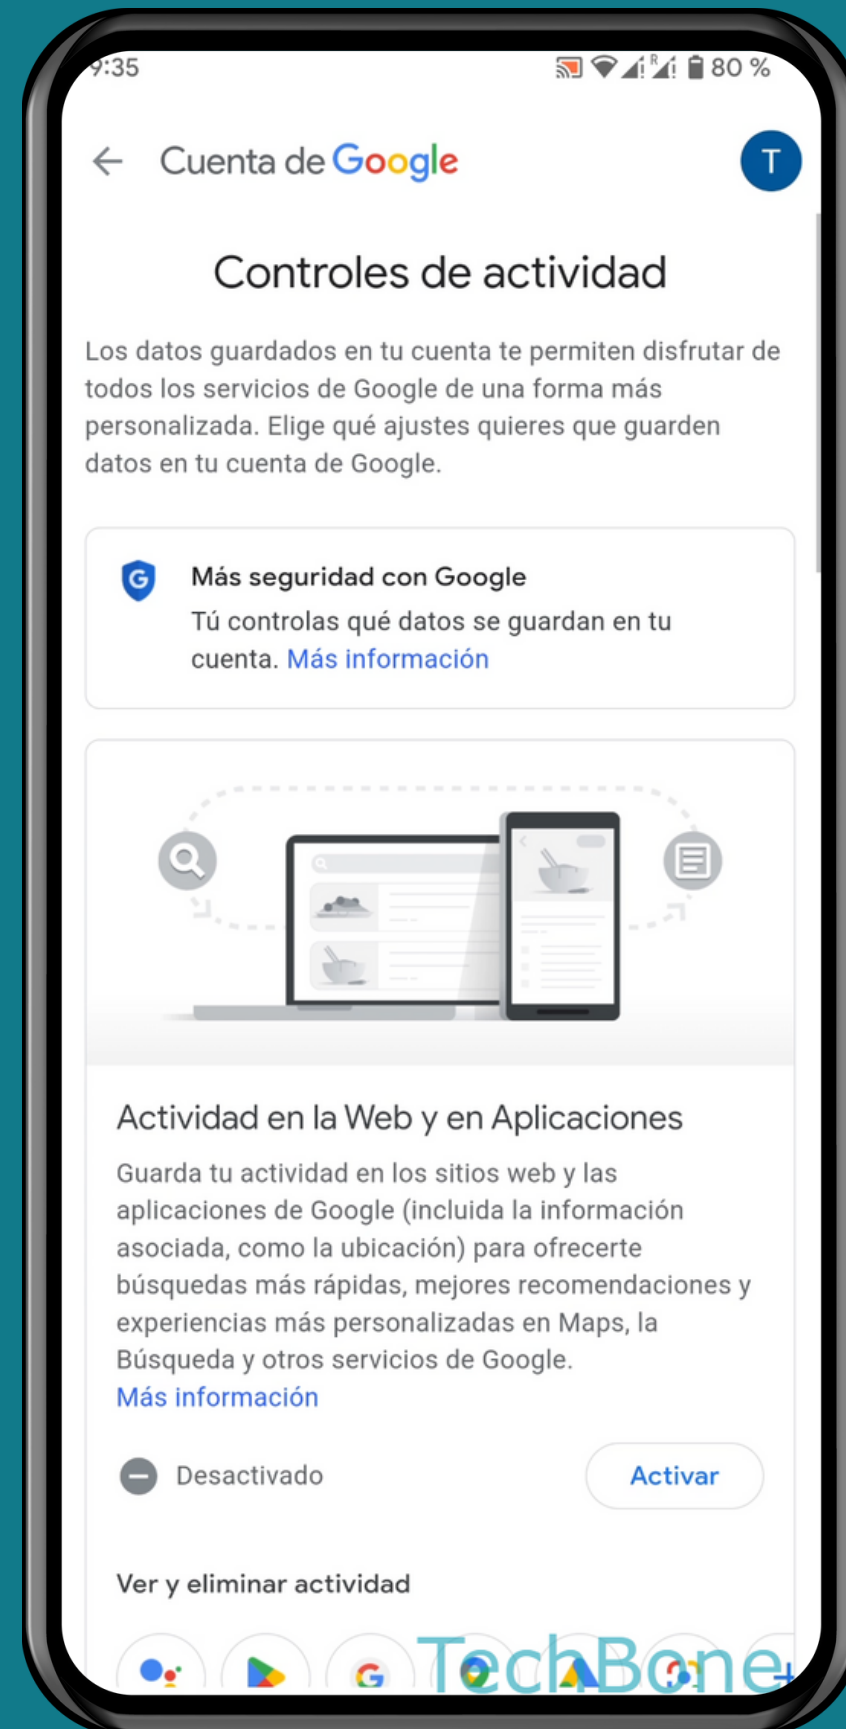 9:35
R
80 %
Cuenta de Google
T
Controles de actividad
Los datos guardados en tu cuenta te permiten disfrutar de
todos los servicios de Google de una forma más
personalizada. Elige qué ajustes quieres que guarden
datos en tu cuenta de Google.
G
Más seguridad con Google
Tú controlas qué datos se guardan en tu
cuenta. Más información
Actividad en la Web y en Aplicaciones
Guarda tu actividad en los sitios web y las
aplicaciones de Google (incluida la información
asociada, como la ubicación) para ofrecerte
búsquedas más rápidas, mejores recomendaciones y
experiencias más personalizadas en Maps, la
Búsqueda y otros servicios de Google.
Más información
Desactivado
Activar
Ver y eliminar actividad
G
TechBone